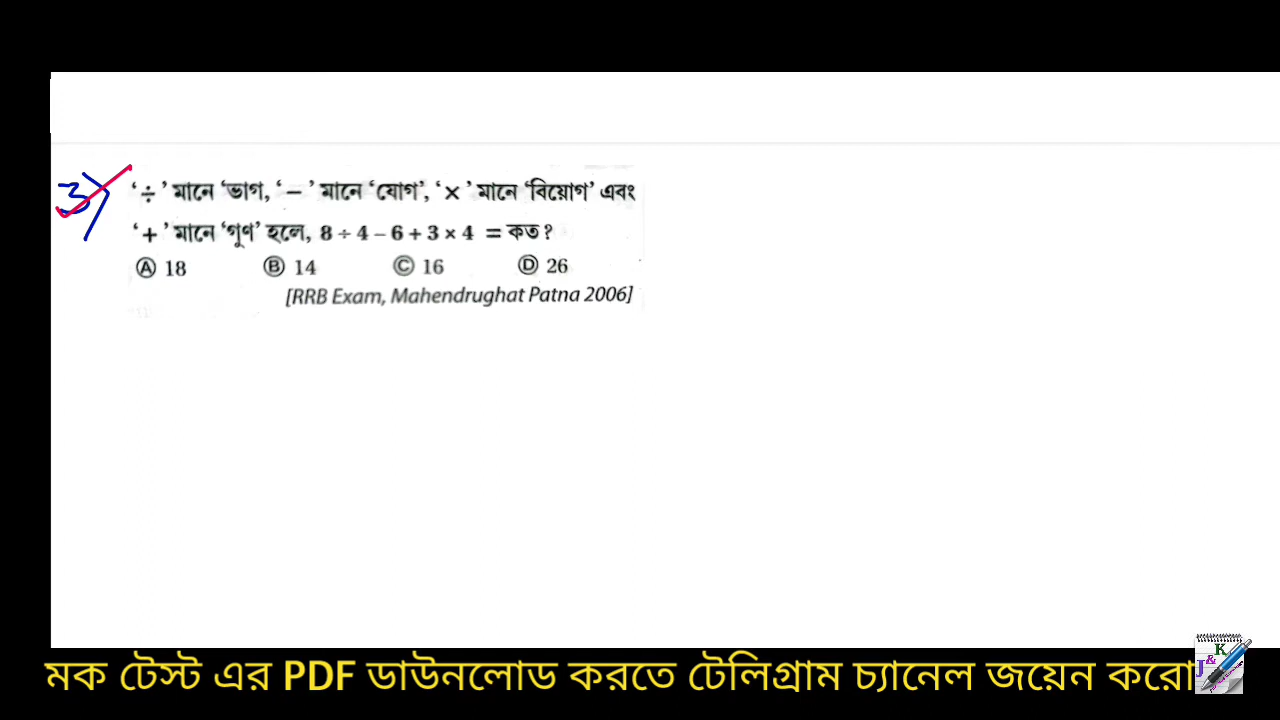 3) '÷' মানে 'ভাগ, '−' মানে 'যোগ', '×' মানে 'বিয়োগ' এবং
'+' মানে 'গুণ' হলে, 8 ÷ 4 − 6 + 3 × 4 = কত?
Ⓐ 18 Ⓑ 14 Ⓒ 16 Ⓓ 26
[RRB Exam, Mahendrughat Patna 2006]
মক টেস্ট এর PDF ডাউনলোড করতে টেলিগ্রাম চ্যানেল জয়েন করো
J & K